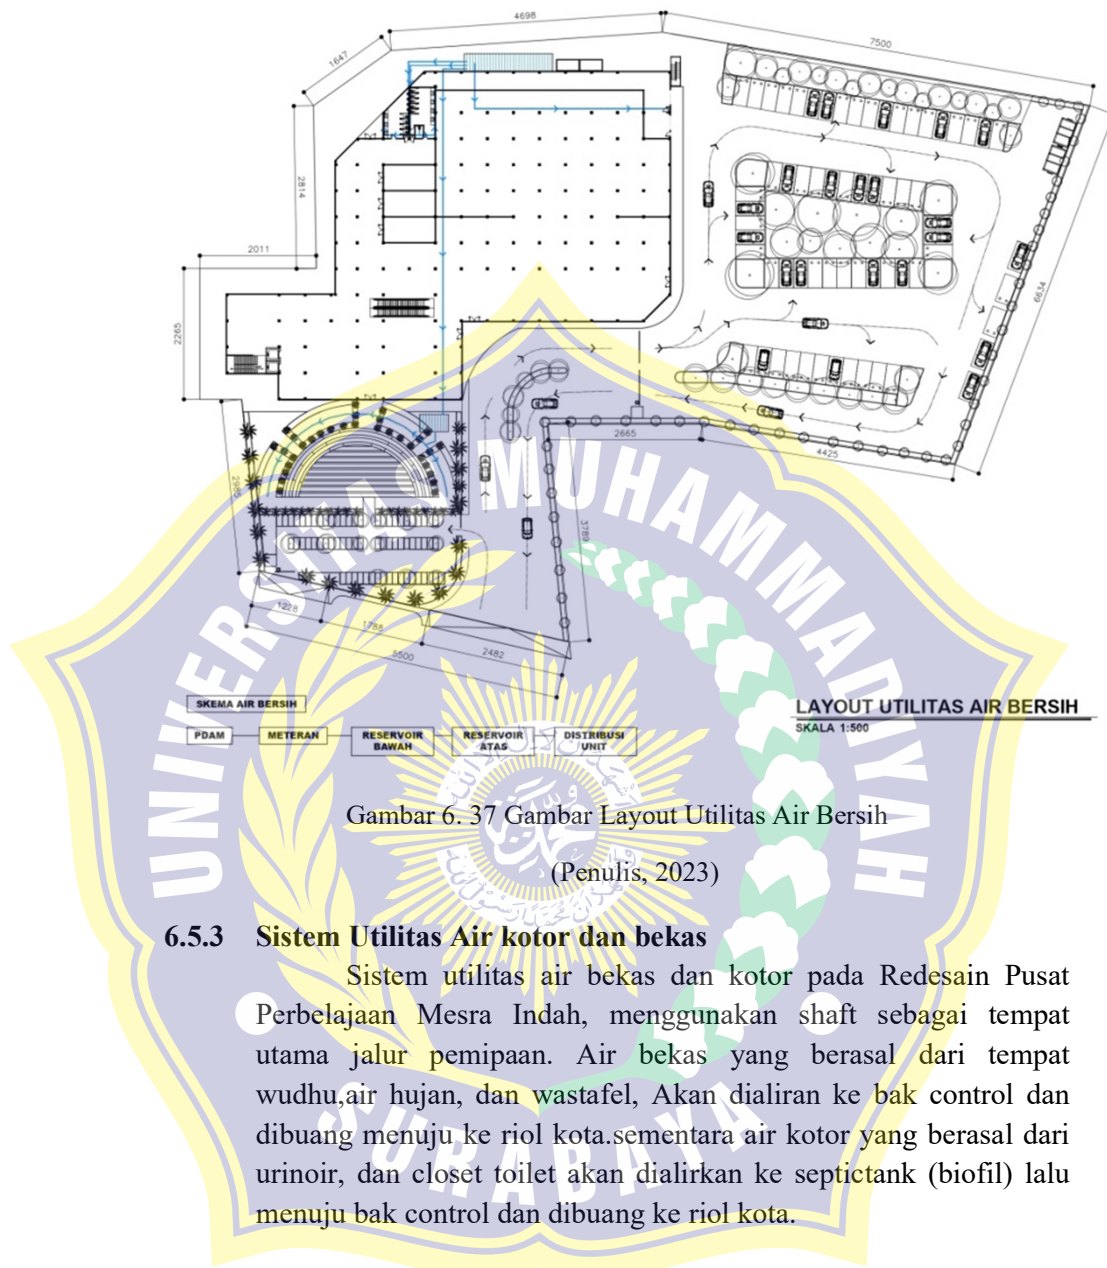 4698
7500
1647
2814
2011
2265
6634
2665
4425
2985
3789
1228
1788
2482
5500
SKEMA AIR BERSIH
PDAM
METERAN
RESERVOIR
BAWAH
RESERVOIR
ATAS
DISTRIBUSI
UNIT
LAYOUT UTILITAS AIR BERSIH
SKALA 1:500
UNIVERSITAS MUHAMMADIYAH
SURABAYA
Gambar 6. 37 Gambar Layout Utilitas Air Bersih
(Penulis, 2023)
6.5.3 Sistem Utilitas Air kotor dan bekas
Sistem utilitas air bekas dan kotor pada Redesain Pusat
Perbelajaan Mesra Indah, menggunakan shaft sebagai tempat
utama jalur pemipaan. Air bekas yang berasal dari tempat
wudhu,air hujan, dan wastafel, Akan dialiran ke bak control dan
dibuang menuju ke riol kota.sementara air kotor yang berasal dari
urinoir, dan closet toilet akan dialirkan ke septictank (biofil) lalu
menuju bak control dan dibuang ke riol kota.